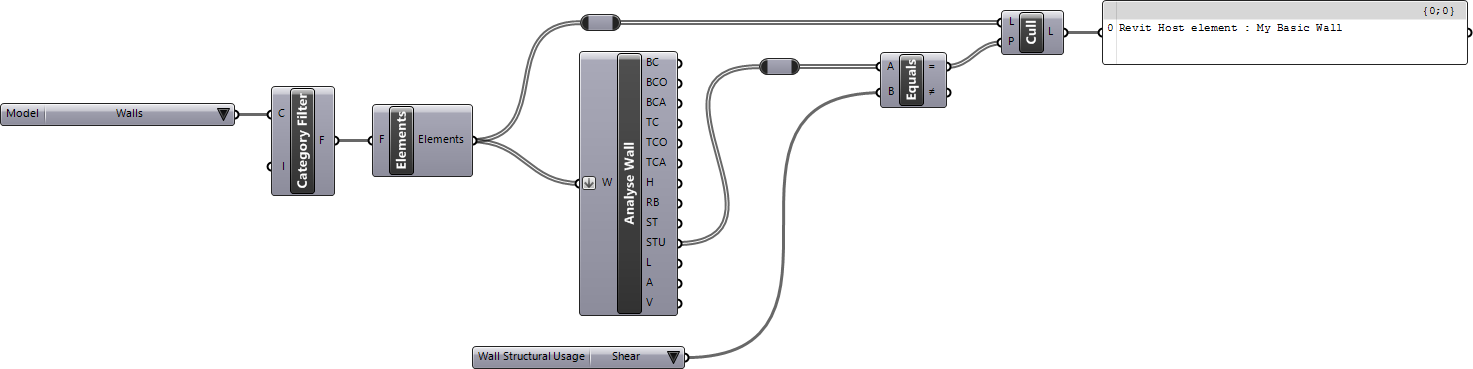 Model Walls
C
I
Category Filter
F
F
Elements
Elements
W
Analyse Wall
BC
BCO
BCA
TC
TCO
TCA
H
RB
ST
STU
L
A
V
Wall Structural Usage Shear
A
B
Equals
=
≠
L
P
Cull
L
{0;0}
0 Revit Host element : My Basic Wall